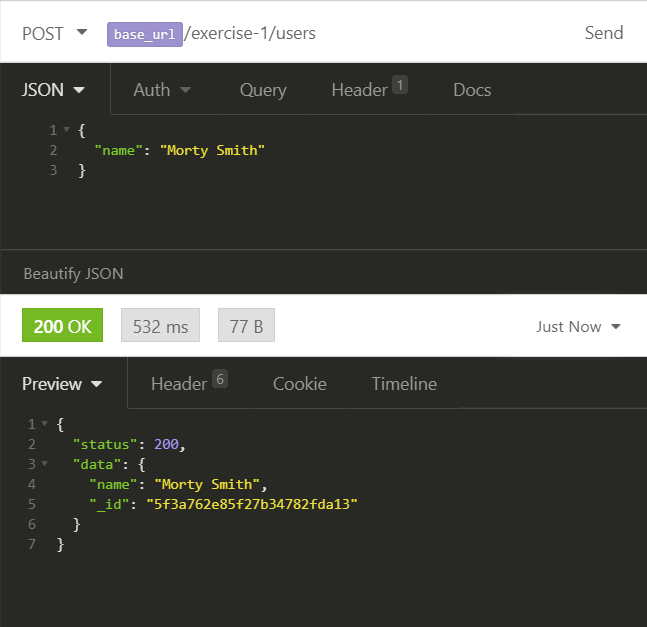 POST base_url/exercise-1/users Send
JSON Auth Query Header 1 Docs
1 {
2 "name": "Morty Smith"
3 }
Beautify JSON
200 OK 532 ms 77 B Just Now
Preview Header 6 Cookie Timeline
1 {
2 "status": 200,
3 "data": {
4 "name": "Morty Smith",
5 "_id": "5f3a762e85f27b34782fda13"
6 }
7 }